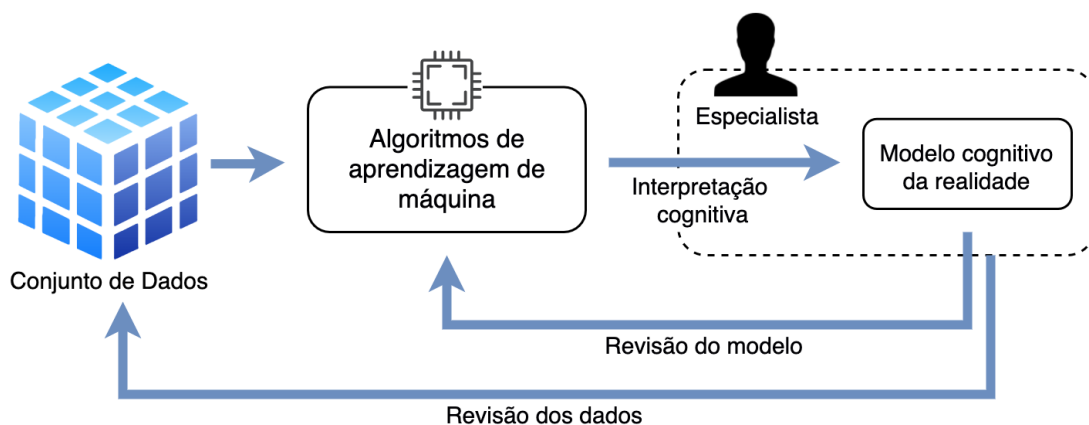 Conjunto de Dados
Algoritmos de
aprendizagem de
máquina
Especialista
Interpretação
cognitiva
Modelo cognitivo
da realidade
Revisão do modelo
Revisão dos dados